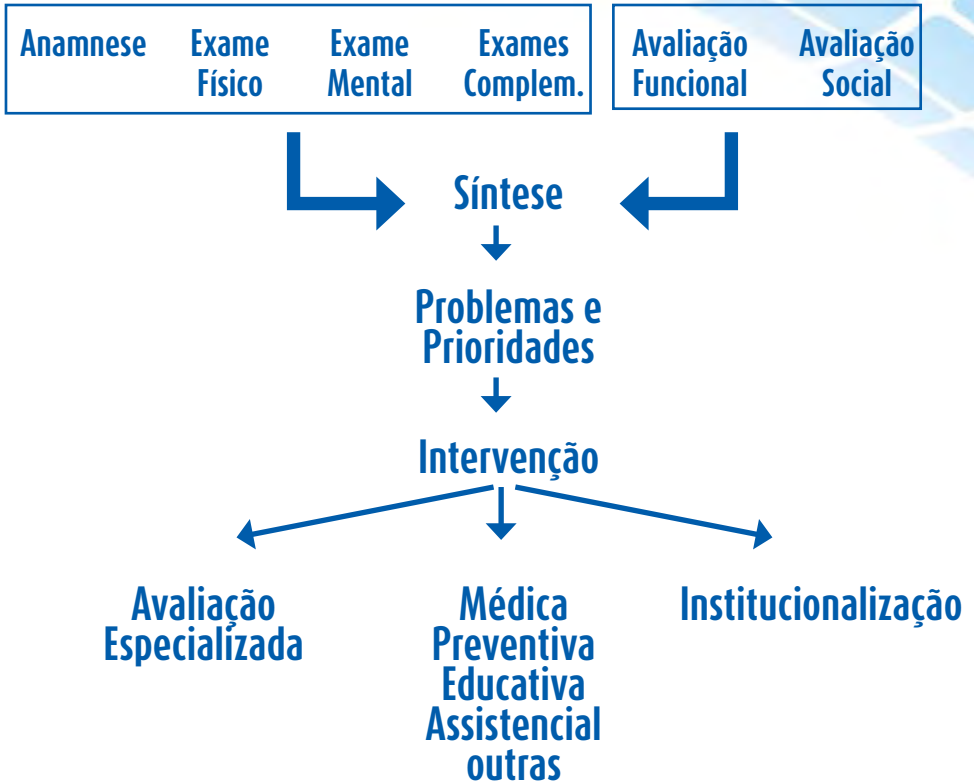 Anamnese
Exame
Físico
Exame
Mental
Exames
Complem.
Avaliação
Funcional
Avaliação
Social
Síntese
Problemas e
Prioridades
Intervenção
Avaliação
Especializada
Médica
Preventiva
Educativa
Assistencial
outras
Institucionalização